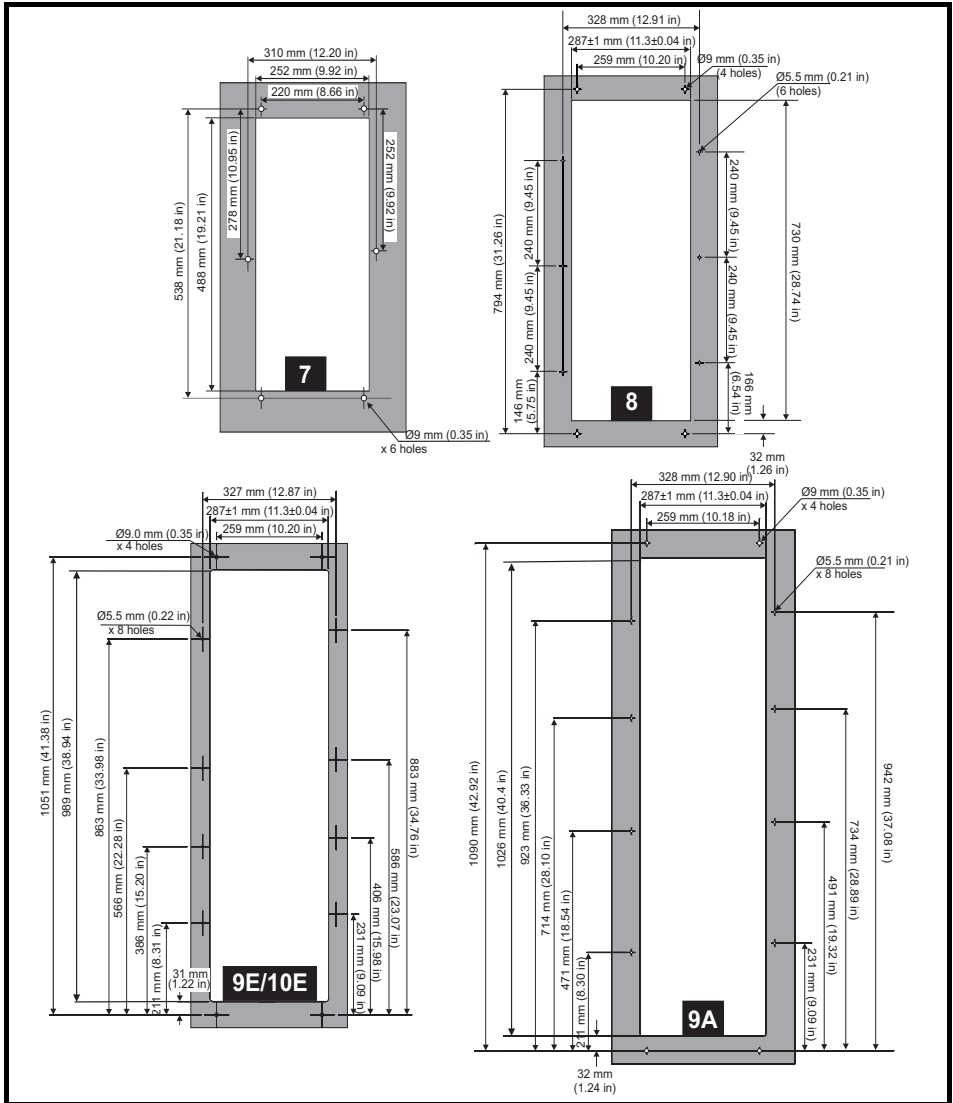 310 mm (12.20 in)
252 mm (9.92 in)
220 mm (8.66 in)
538 mm (21.18 in)
488 mm (19.21 in)
278 mm (10.95 in)
252 mm
(9.92 in)
7
Ø9 mm (0.35 in)
x 6 holes
328 mm (12.91 in)
287±1 mm (11.3±0.04 in)
259 mm (10.20 in)
Ø9 mm (0.35 in)
(4 holes)
Ø5.5 mm (0.21 in)
(6 holes)
794 mm (31.26 in)
240 mm (9.45 in)
240 mm (9.45 in)
146 mm
(5.75 in)
240 mm
(9.45 in)
240 mm
(9.45 in)
166 mm
(6.54 in)
730 mm
(28.74 in)
8
32 mm
(1.26 in)
327 mm (12.87 in)
287±1 mm (11.3±0.04 in)
259 mm (10.20 in)
Ø9.0 mm (0.35 in)
x 4 holes
Ø5.5 mm (0.22 in)
x 8 holes
1051 mm (41.38 in)
989 mm (38.94 in)
863 mm (33.98 in)
566 mm (22.28 in)
386 mm (15.20 in)
211 mm (8.31 in)
31 mm
(1.22 in)
883 mm
(34.76 in)
586 mm
(23.07 in)
406 mm
(15.98 in)
231 mm
(9.09 in)
9E/10E
328 mm (12.90 in)
287±1 mm (11.3±0.04 in)
259 mm (10.18 in)
Ø9 mm (0.35 in)
x 4 holes
Ø5.5 mm (0.21 in)
x 8 holes
1090 mm (42.92 in)
1026 mm (40.4 in)
923 mm (36.33 in)
714 mm (28.10 in)
471 mm (18.54 in)
211 mm (8.30 in)
942 mm
(37.08 in)
734 mm
(28.89 in)
491 mm
(19.32 in)
231 mm
(9.09 in)
9A
32 mm
(1.24 in)